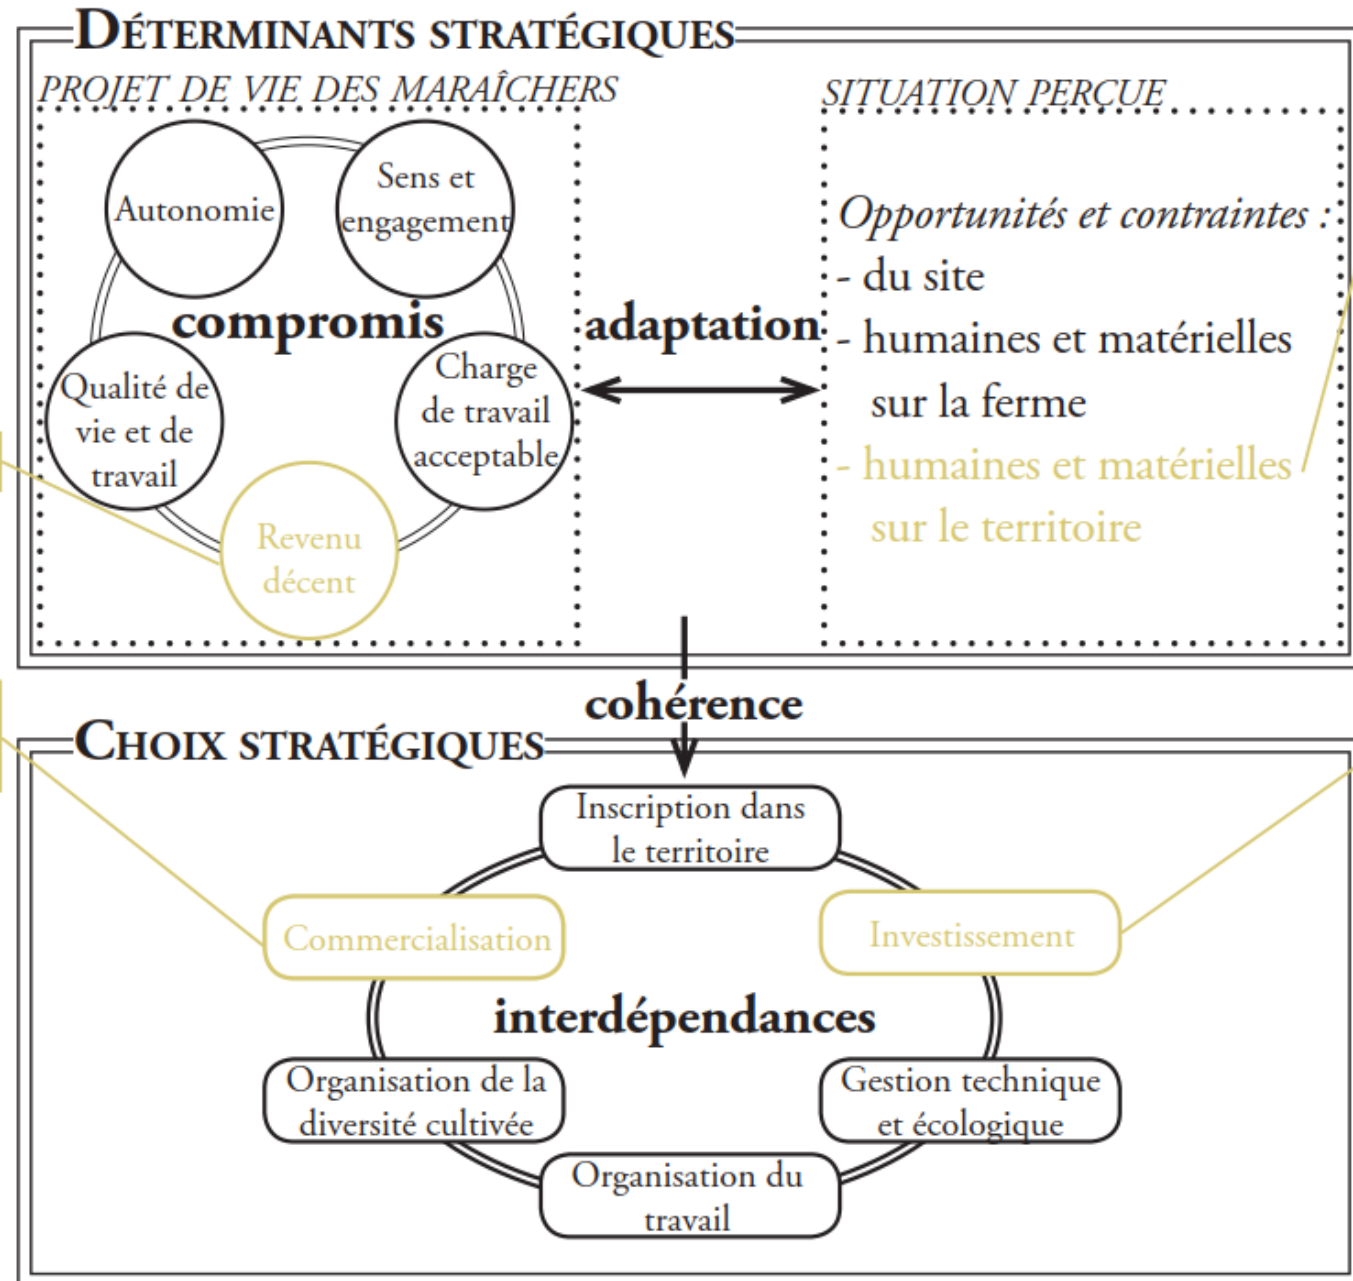 DÉTERMINANTS STRATÉGIQUES
PROJET DE VIE DES MARAÎCHERS
Autonomie
Sens et
engagement
compromis
Qualité de
vie et de
travail
Charge
de travail
acceptable
Revenu
décent
adaptation
SITUATION PERÇUE
Opportunités et contraintes :
- du site
- humaines et matérielles
sur la ferme
- humaines et matérielles
sur le territoire
cohérence
CHOIX STRATÉGIQUES
Inscription dans
le territoire
Commercialisation
Investissement
interdépendances
Organisation de la
diversité cultivée
Gestion technique
et écologique
Organisation du
travail